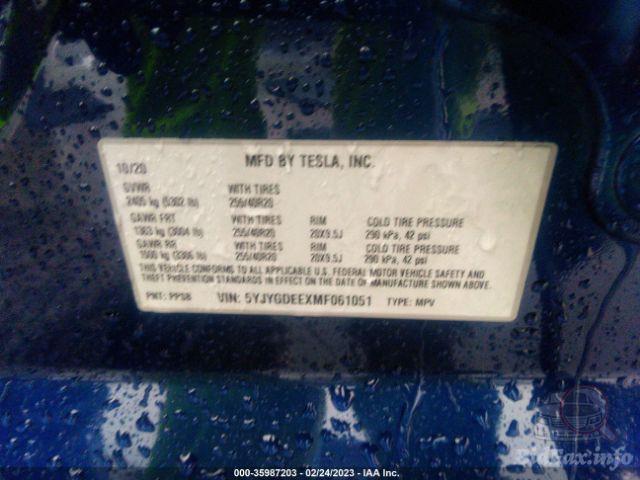 MFD BY TESLA, INC.
10/20
GVWR WITH TIRES
2405 kg (5302 lb) 255/40R20
GAWR FRT WITH TIRES RIM COLD TIRE PRESSURE
1363 kg (3004 lb) 255/40R20 20X9.5J 290 kPa, 42 psi
GAWR RR WITH TIRES RIM COLD TIRE PRESSURE
1500 kg (3306 lb) 255/40R20 20X9.5J 290 kPa, 42 psi
THIS VEHICLE CONFORMS TO ALL APPLICABLE U.S. FEDERAL MOTOR VEHICLE SAFETY AND
THEFT PREVENTION STANDARDS IN EFFECT ON THE DATE OF MANUFACTURE SHOWN ABOVE.
PNT: PPSB VIN: 5YJYGDEEXMF061051 TYPE: MPV
BidFax.info
000-35987203 - 02/24/2023 - IAA Inc.